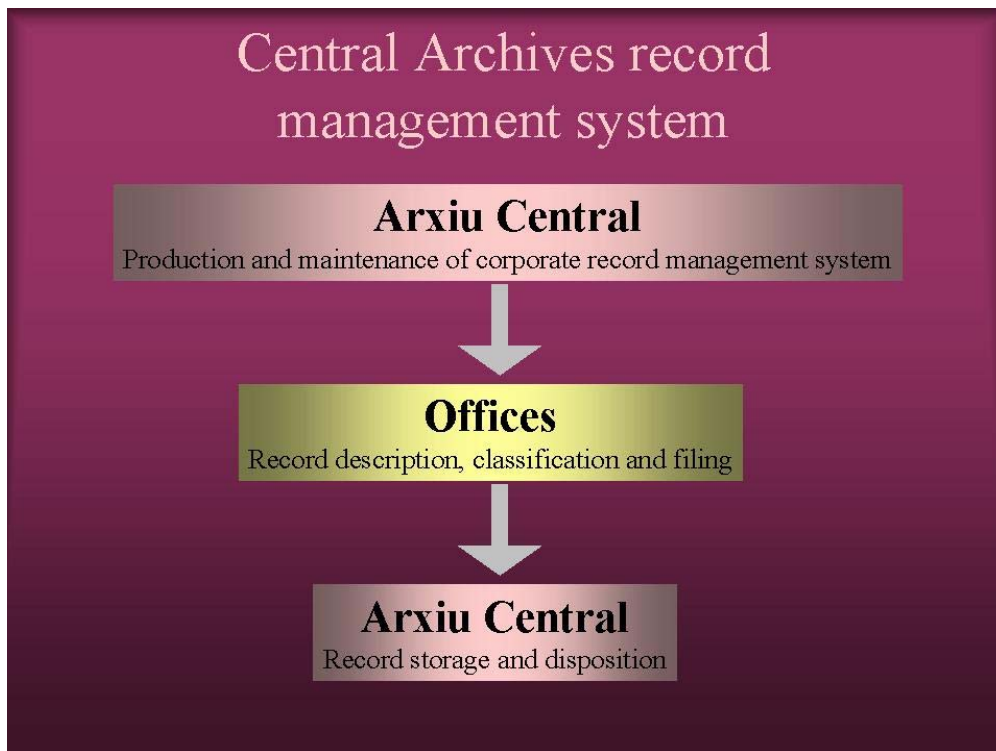 Central Archives record
management system
Arxiu Central
Production and maintenance of corporate record management system
Offices
Record description, classification and filing
Arxiu Central
Record storage and disposition